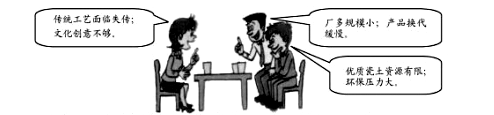 传统工艺面临失传；
文化创意不够。
厂多规模小；产品换代
缓慢。
优质瓷土资源有限；
环保压力大。